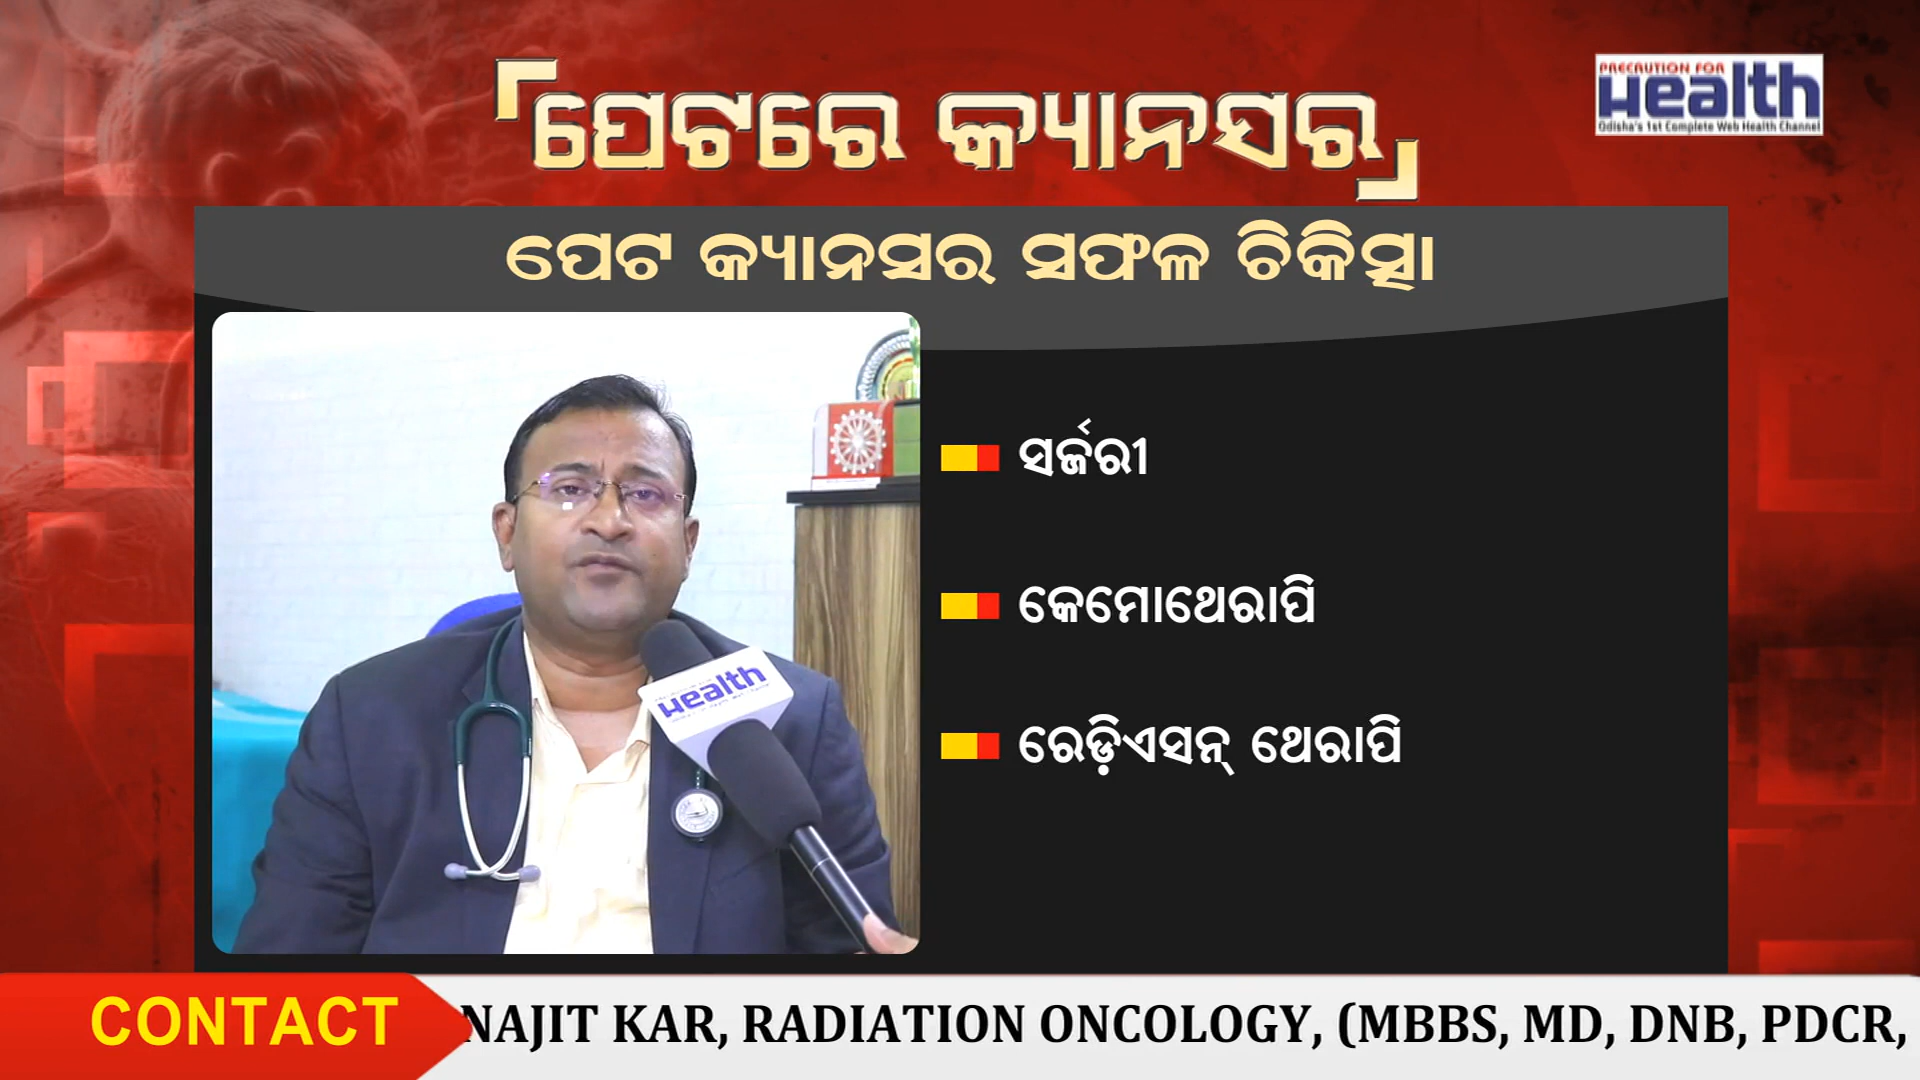 「ପେଟରେ କ୍ୟାନସର」
PRECAUTION FOR
Health
Odisha's 1st Complete Web Health Channel
ପେଟ କ୍ୟାନସର ସଫଳ ଚିକିତ୍ସା
ସର୍ଜରୀ
କେମୋଥେରାପି
ରେଡ଼ିଏସନ୍ ଥେରାପି
Health
CONTACT
NAJIT KAR, RADIATION ONCOLOGY, (MBBS, MD, DNB, PDCR,